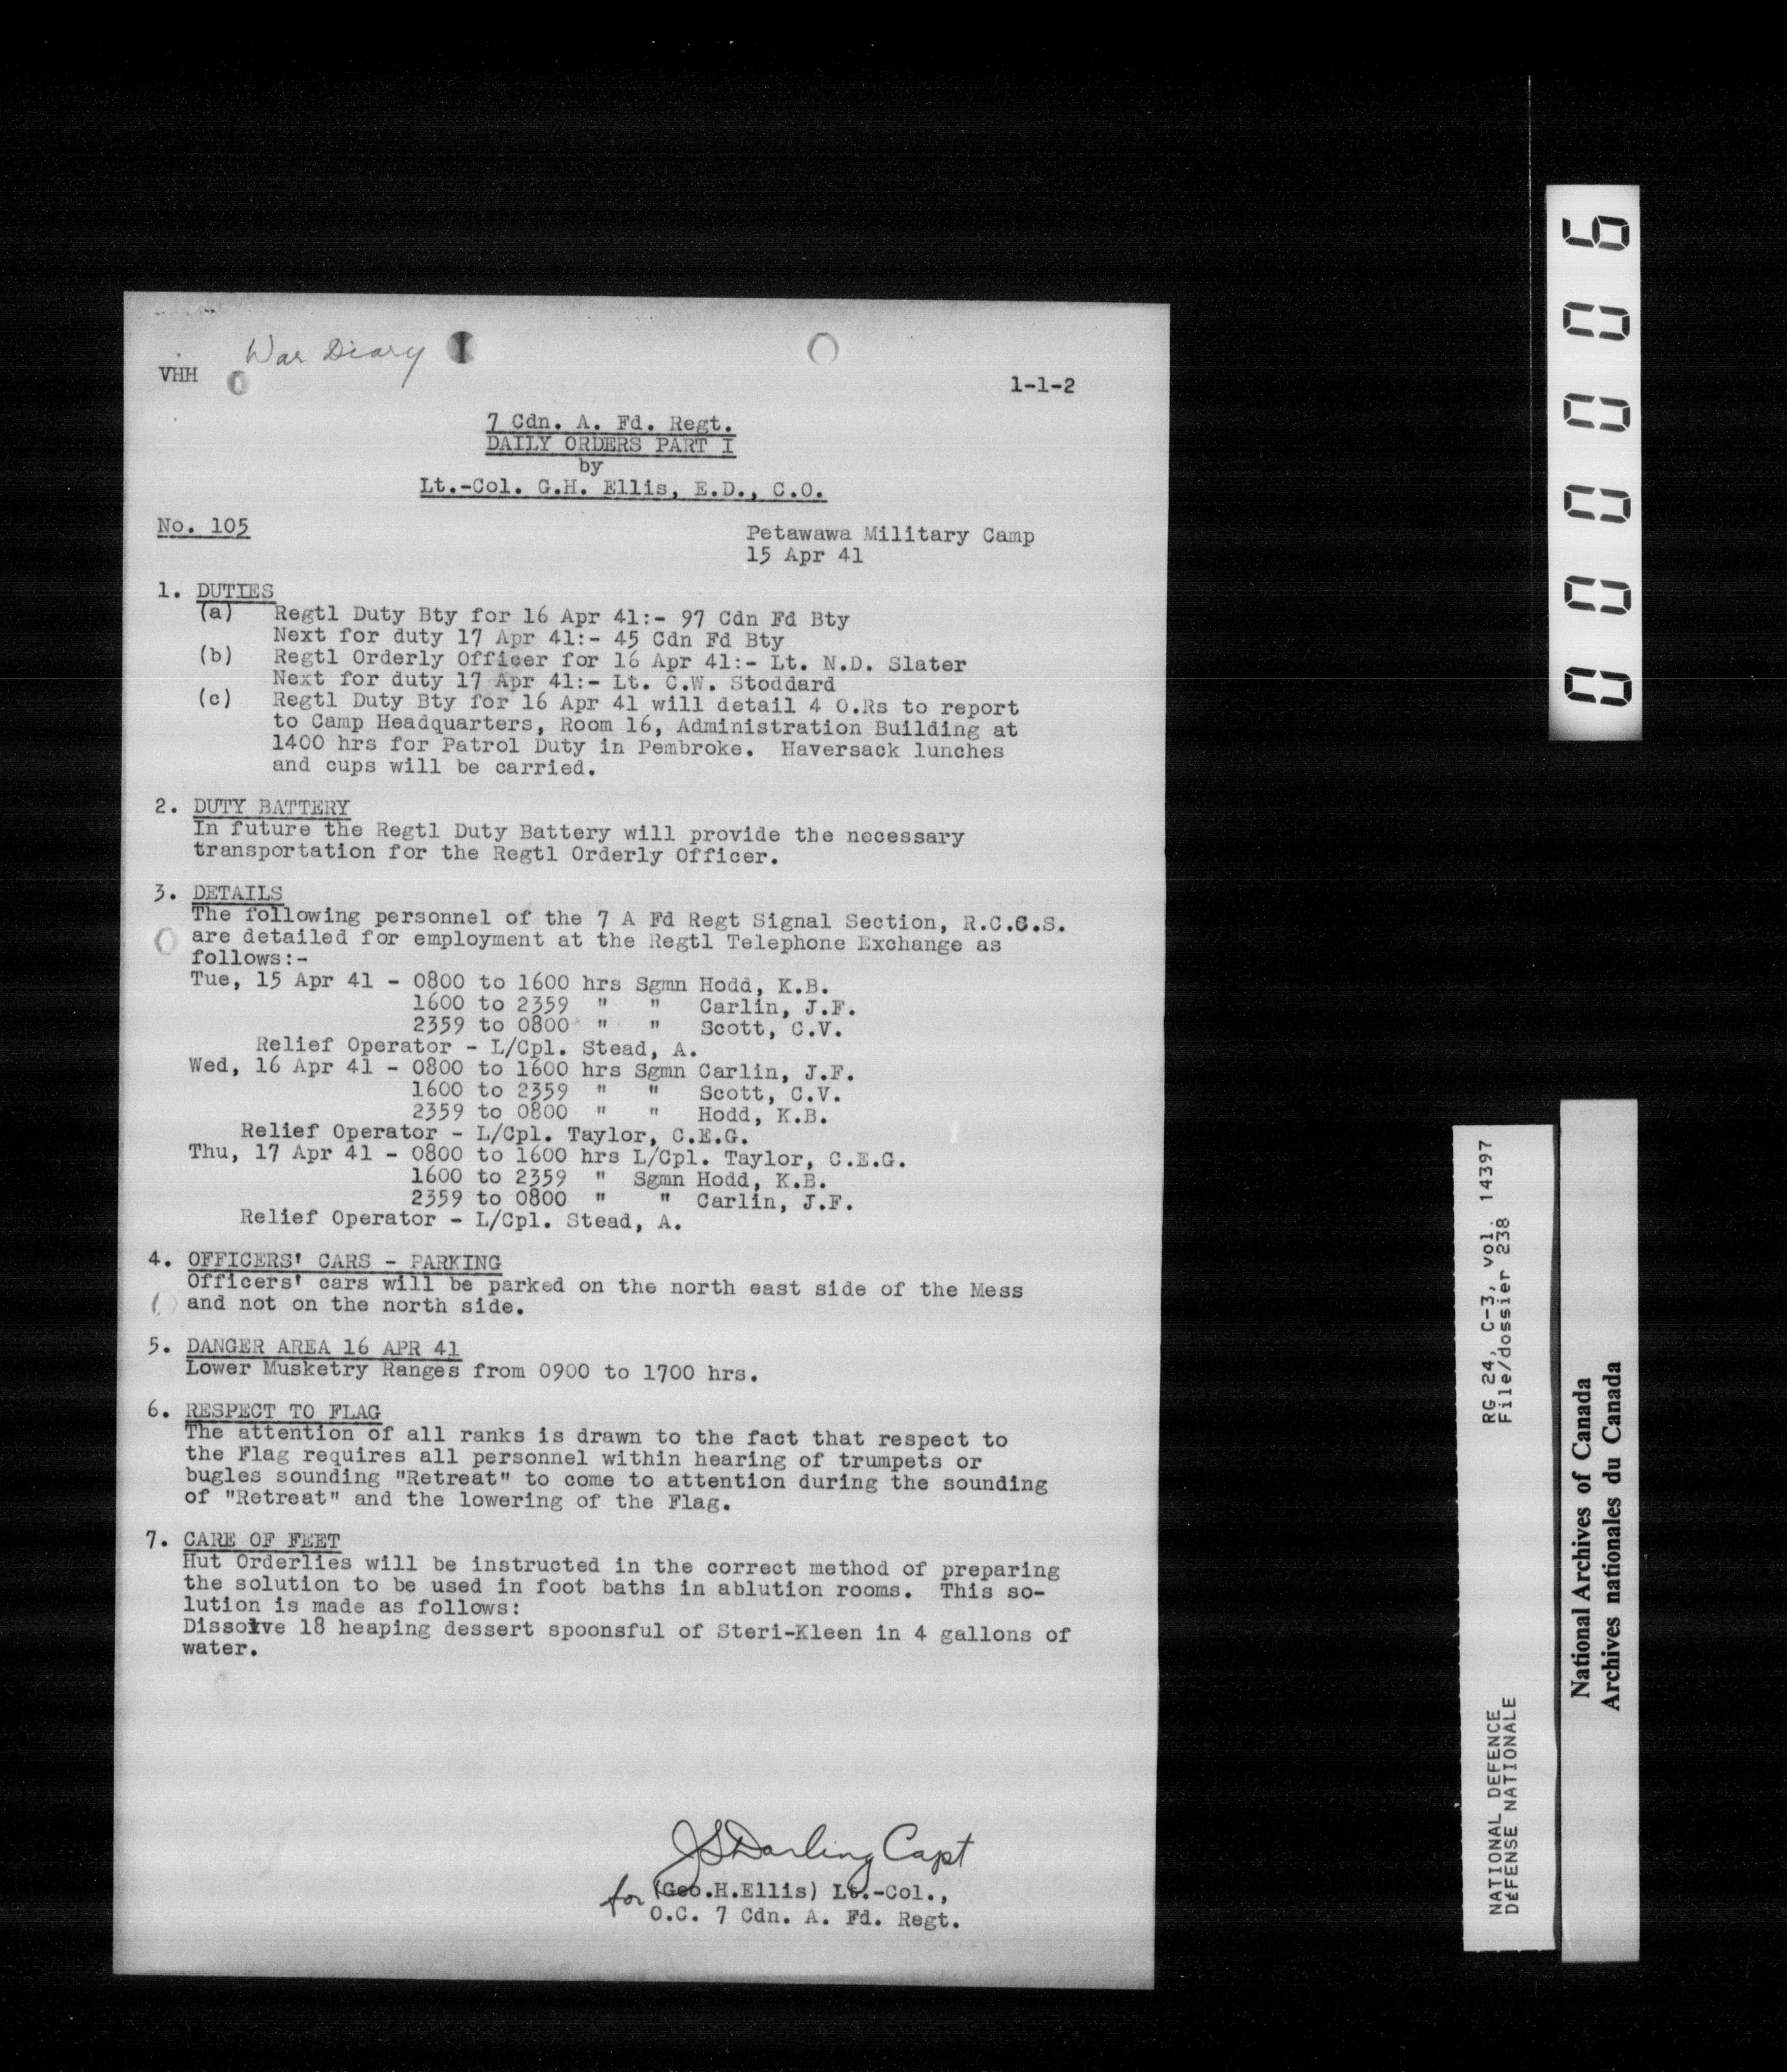 War Diary
VHH
1-1-2
7 Cdn. A. Fd. Regt.
DAILY ORDERS PART I
by
Lt.-Col. G.H. Ellis, E.D., C.O.
No. 105
Petawawa Military Camp
15 Apr 41
1. DUTIES
(a) Regtl Duty Bty for 16 Apr 41:- 97 Cdn Fd Bty
Next for duty 17 Apr 41:- 45 Cdn Fd Bty
(b) Regtl Orderly Officer for 16 Apr 41:- Lt. N.D. Slater
Next for duty 17 Apr 41:- Lt. C.W. Stoddard
(c) Regtl Duty Bty for 16 Apr 41 will detail 4 O.Rs to report
to Camp Headquarters, Room 16, Administration Building at
1400 hrs for Patrol Duty in Pembroke. Haversack lunches
and cups will be carried.
2. DUTY BATTERY
In future the Regtl Duty Battery will provide the necessary
transportation for the Regtl Orderly Officer.
3. DETAILS
The following personnel of the 7 A Fd Regt Signal Section, R.C.C.S.
are detailed for employment at the Regtl Telephone Exchange as
follows:-
Tue, 15 Apr 41 - 0800 to 1600 hrs Sgmn Hodd, K.B.
1600 to 2359 " " Carlin, J.F.
2359 to 0800 " " Scott, C.V.
Relief Operator - L/Cpl. Stead, A.
Wed, 16 Apr 41 - 0800 to 1600 hrs Sgmn Carlin, J.F.
1600 to 2359 " " Scott, C.V.
2359 to 0800 " " Hodd, K.B.
Relief Operator - L/Cpl. Taylor, C.E.G.
Thu, 17 Apr 41 - 0800 to 1600 hrs L/Cpl. Taylor, C.E.G.
1600 to 2359 " Sgmn Hodd, K.B.
2359 to 0800 " " Carlin, J.F.
Relief Operator - L/Cpl. Stead, A.
4. OFFICERS' CARS - PARKING
Officers' cars will be parked on the north east side of the Mess
and not on the north side.
5. DANGER AREA 16 APR 41
Lower Musketry Ranges from 0900 to 1700 hrs.
6. RESPECT TO FLAG
The attention of all ranks is drawn to the fact that respect to
the Flag requires all personnel within hearing of trumpets or
bugles sounding "Retreat" to come to attention during the sounding
of "Retreat" and the lowering of the Flag.
7. CARE OF FEET
Hut Orderlies will be instructed in the correct method of preparing
the solution to be used in foot baths in ablution rooms. This so-
lution is made as follows:
Dissolve 18 heaping dessert spoonsful of Steri-Kleen in 4 gallons of
water.
JSDarling Capt
for (Geo.H.Ellis) Lt.-Col.,
O.C. 7 Cdn. A. Fd. Regt.
000006
RG 24, C-3, vol. 14397
File/dossier 238
NATIONAL DEFENCE
DÉFENSE NATIONALE
National Archives of Canada
Archives nationales du Canada